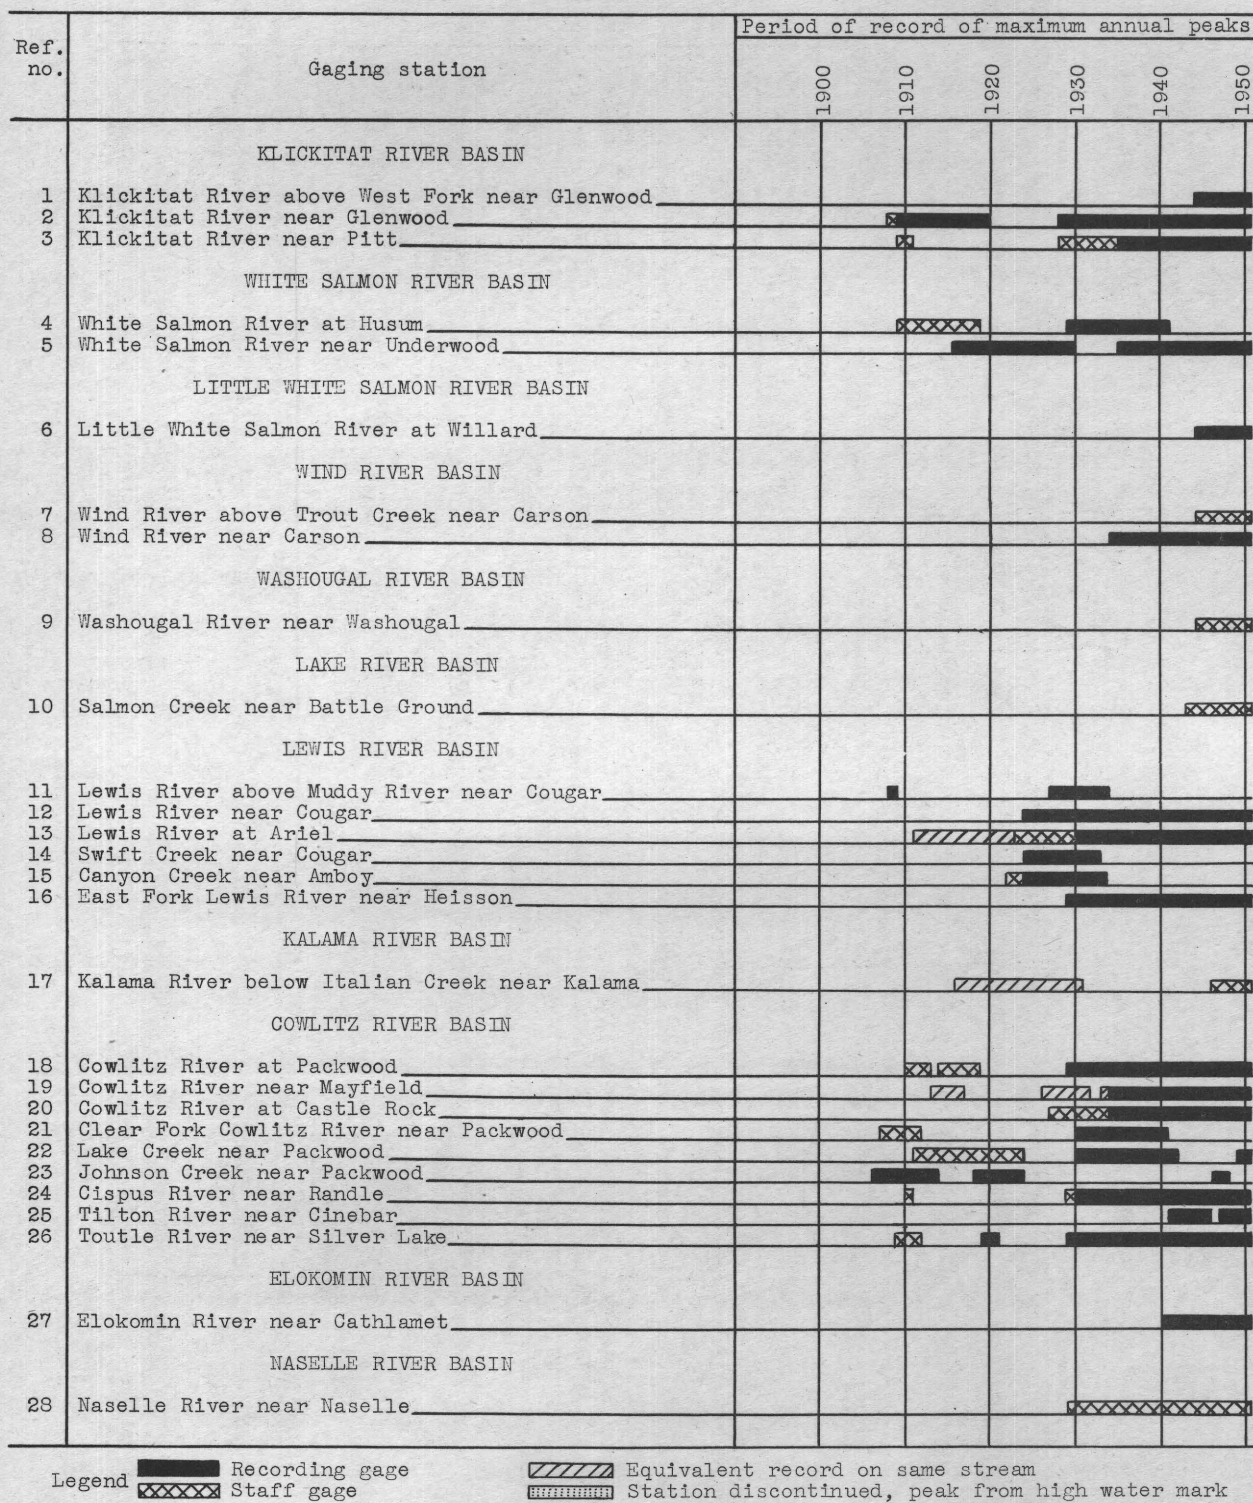 Period of record of maximum annual peaks
Ref. no.
Gaging station
1900 1910 1920 1930 1940 1950
KLICKITAT RIVER BASIN
1 Klickitat River above West Fork near Glenwood
2 Klickitat River near Glenwood
3 Klickitat River near Pitt
WHITE SALMON RIVER BASIN
4 White Salmon River at Husum
5 White Salmon River near Underwood
LITTLE WHITE SALMON RIVER BASIN
6 Little White Salmon River at Willard
WIND RIVER BASIN
7 Wind River above Trout Creek near Carson
8 Wind River near Carson
WASHOUGAL RIVER BASIN
9 Washougal River near Washougal
LAKE RIVER BASIN
10 Salmon Creek near Battle Ground
LEWIS RIVER BASIN
11 Lewis River above Muddy River near Cougar
12 Lewis River near Cougar
13 Lewis River at Ariel
14 Swift Creek near Cougar
15 Canyon Creek near Amboy
16 East Fork Lewis River near Heisson
KALAMA RIVER BASIN
17 Kalama River below Italian Creek near Kalama
COWLITZ RIVER BASIN
18 Cowlitz River at Packwood
19 Cowlitz River near Mayfield
20 Cowlitz River at Castle Rock
21 Clear Fork Cowlitz River near Packwood
22 Lake Creek near Packwood
23 Johnson Creek near Packwood
24 Cispus River near Randle
25 Tilton River near Cinebar
26 Toutle River near Silver Lake
ELOKOMIN RIVER BASIN
27 Elokomin River near Cathlamet
NASELLE RIVER BASIN
28 Naselle River near Naselle
Legend
Recording gage
Staff gage
Equivalent record on same stream
Station discontinued, peak from high water mark